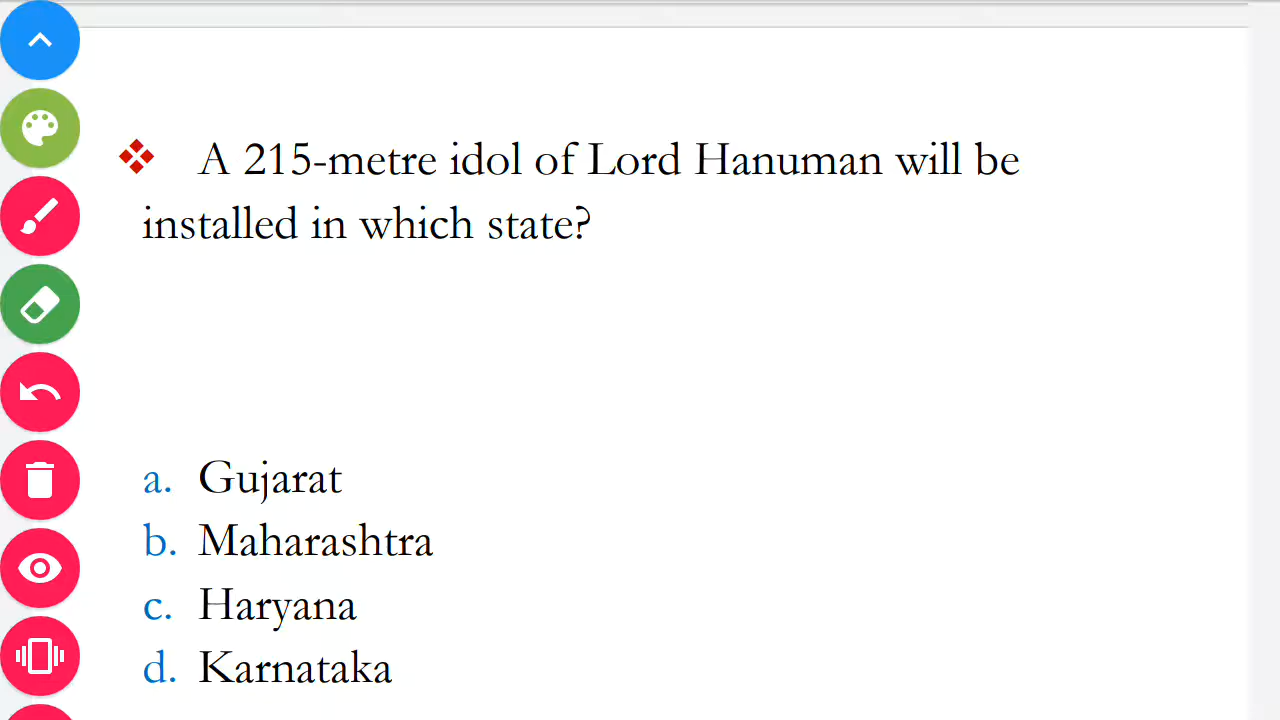 ❖ A 215-metre idol of Lord Hanuman will be
installed in which state?
a. Gujarat
b. Maharashtra
c. Haryana
d. Karnataka